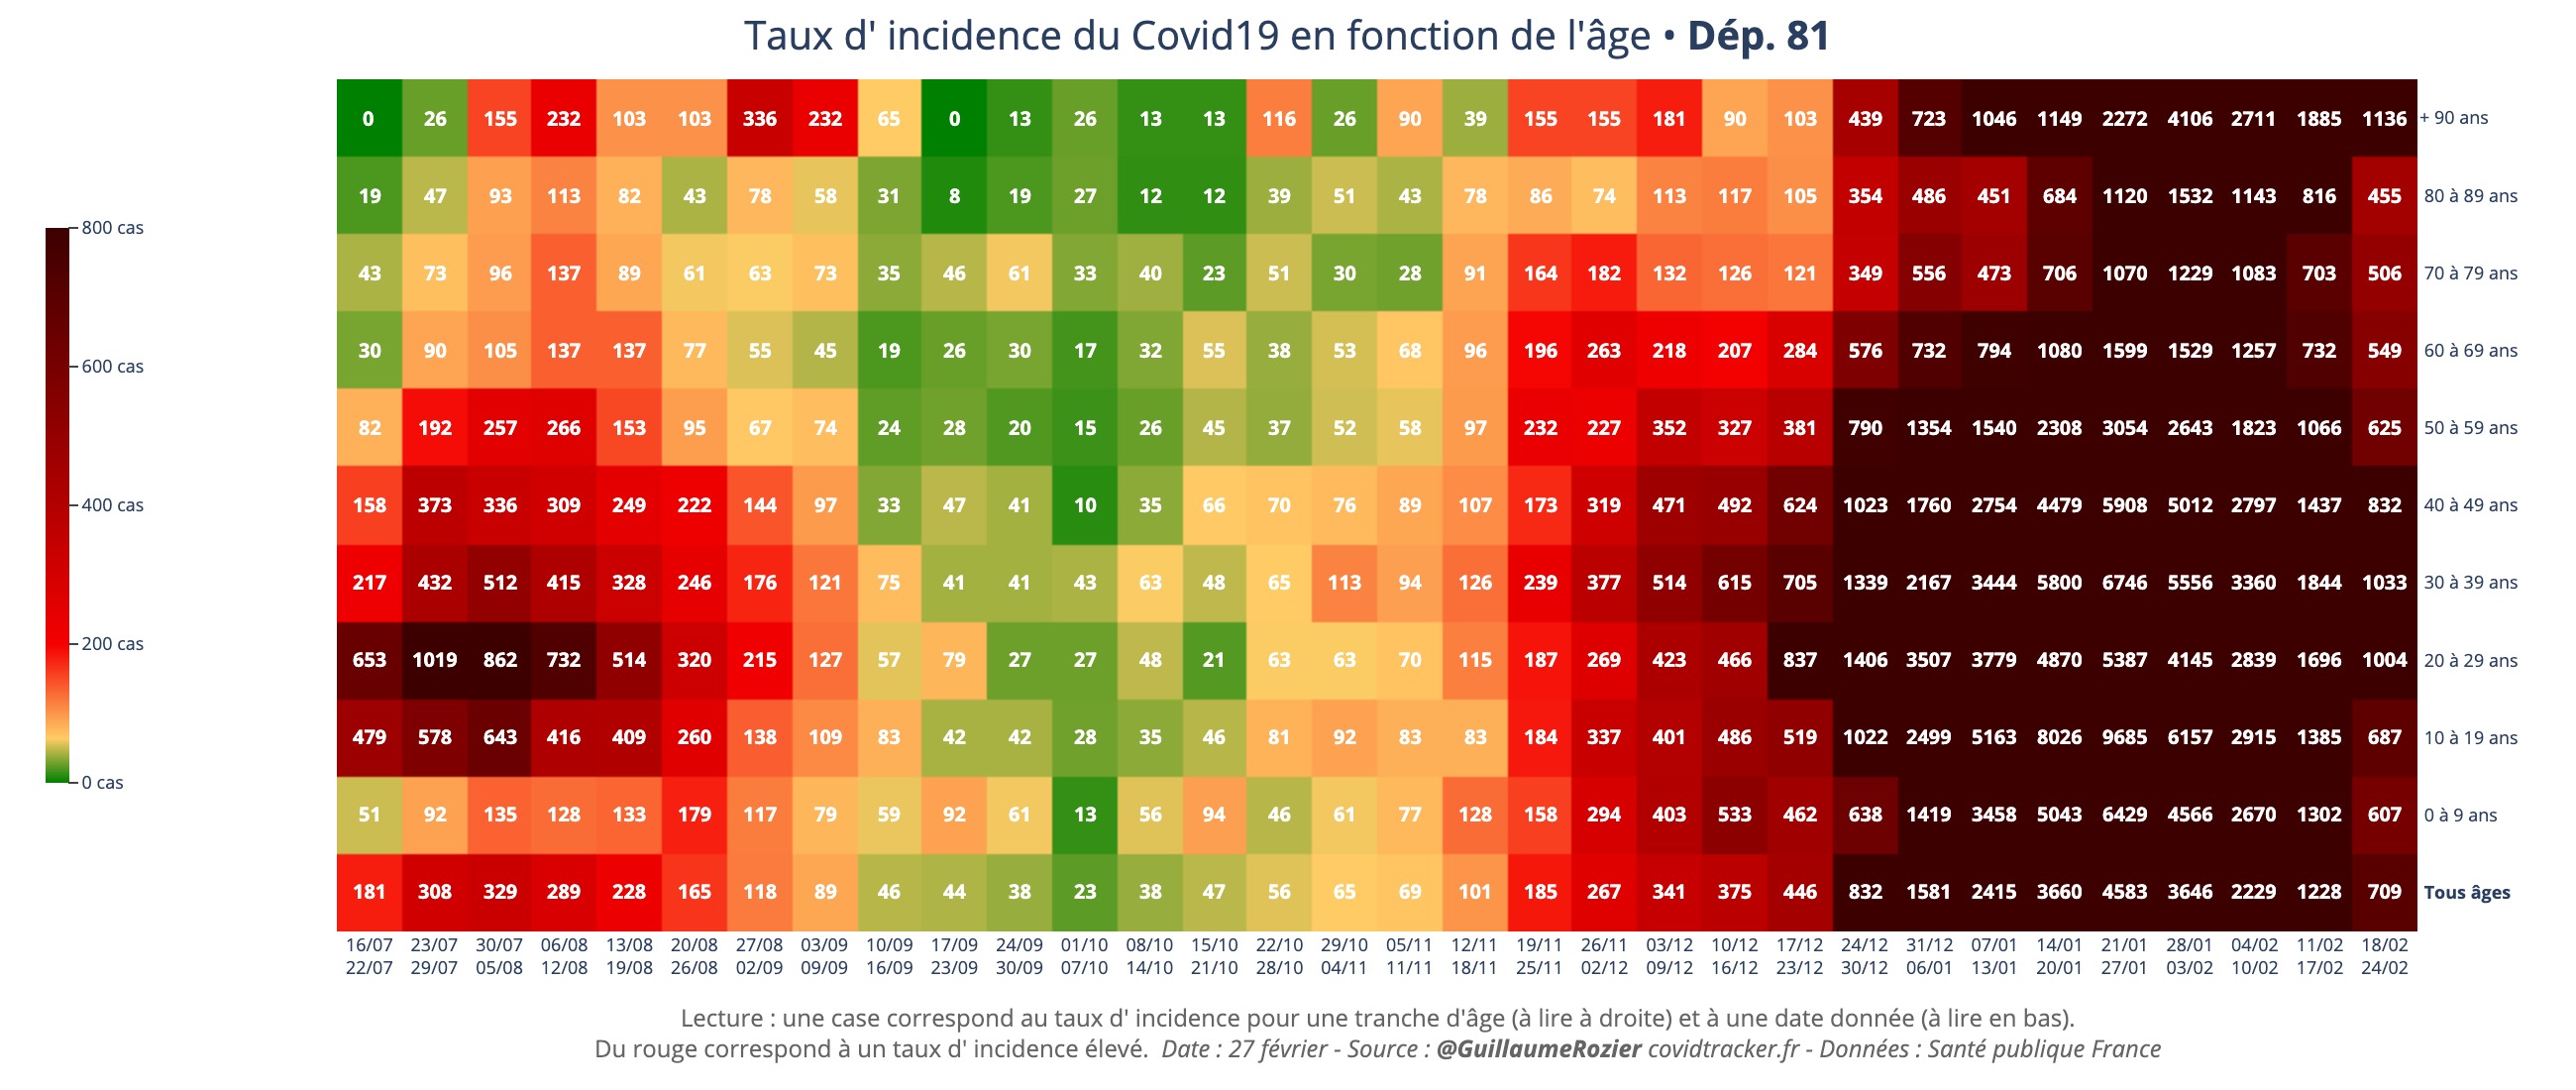 Taux d' incidence du Covid19 en fonction de l'âge • Dép. 81
800 cas
600 cas
400 cas
200 cas
0 cas
0 26 155 232 103 103 336 232 65 0 13 26 13 13 116 26 90 39 155 155 181 90 103 439 723 1046 1149 2272 4106 2711 1885 1136 + 90 ans
19 47 93 113 82 43 78 58 31 8 19 27 12 12 39 51 43 78 86 74 113 117 105 354 486 451 684 1120 1532 1143 816 455 80 à 89 ans
43 73 96 137 89 61 63 73 35 46 61 33 40 23 51 30 28 91 164 182 132 126 121 349 556 473 706 1070 1229 1083 703 506 70 à 79 ans
30 90 105 137 137 77 55 45 19 26 30 17 32 55 38 53 68 96 196 263 218 207 284 576 732 794 1080 1599 1529 1257 732 549 60 à 69 ans
82 192 257 266 153 95 67 74 24 28 20 15 26 45 37 52 58 97 232 227 352 327 381 790 1354 1540 2308 3054 2643 1823 1066 625 50 à 59 ans
158 373 336 309 249 222 144 97 33 47 41 10 35 66 70 76 89 107 173 319 471 492 624 1023 1760 2754 4479 5908 5012 2797 1437 832 40 à 49 ans
217 432 512 415 328 246 176 121 75 41 41 43 63 48 65 113 94 126 239 377 514 615 705 1339 2167 3444 5800 6746 5556 3360 1844 1033 30 à 39 ans
653 1019 862 732 514 320 215 127 57 79 27 27 48 21 63 63 70 115 187 269 423 466 837 1406 3507 3779 4870 5387 4145 2839 1696 1004 20 à 29 ans
479 578 643 416 409 260 138 109 83 42 42 28 35 46 81 92 83 83 184 337 401 486 519 1022 2499 5163 8026 9685 6157 2915 1385 687 10 à 19 ans
51 92 135 128 133 179 117 79 59 92 61 13 56 94 46 61 77 128 158 294 403 533 462 638 1419 3458 5043 6429 4566 2670 1302 607 0 à 9 ans
181 308 329 289 228 165 118 89 46 44 38 23 38 47 56 65 69 101 185 267 341 375 446 832 1581 2415 3660 4583 3646 2229 1228 709 Tous âges
16/07 23/07 30/07 06/08 13/08 20/08 27/08 03/09 10/09 17/09 24/09 01/10 08/10 15/10 22/10 29/10 05/11 12/11 19/11 26/11 03/12 10/12 17/12 24/12 31/12 07/01 14/01 21/01 28/01 04/02 11/02 18/02
22/07 29/07 05/08 12/08 19/08 26/08 02/09 09/09 16/09 23/09 30/09 07/10 14/10 21/10 28/10 04/11 11/11 18/11 25/11 02/12 09/12 16/12 23/12 30/12 06/01 13/01 20/01 27/01 03/02 10/02 17/02 24/02
Lecture : une case correspond au taux d' incidence pour une tranche d'âge (à lire à droite) et à une date donnée (à lire en bas).
Du rouge correspond à un taux d' incidence élevé. Date : 27 février - Source : @GuillaumeRozier covidtracker.fr - Données : Santé publique France